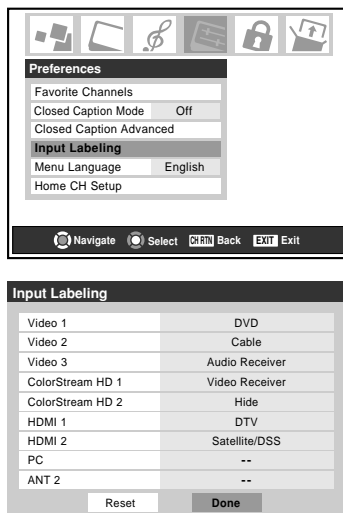 Preferences
Favorite Channels
Closed Caption Mode Off
Closed Caption Advanced
Input Labeling
Menu Language English
Home CH Setup
Navigate Select CH RTN Back EXIT Exit
Input Labeling
Video 1 DVD
Video 2 Cable
Video 3 Audio Receiver
ColorStream HD 1 Video Receiver
ColorStream HD 2 Hide
HDMI 1 DTV
HDMI 2 Satellite/DSS
PC --
ANT 2 --
Reset Done